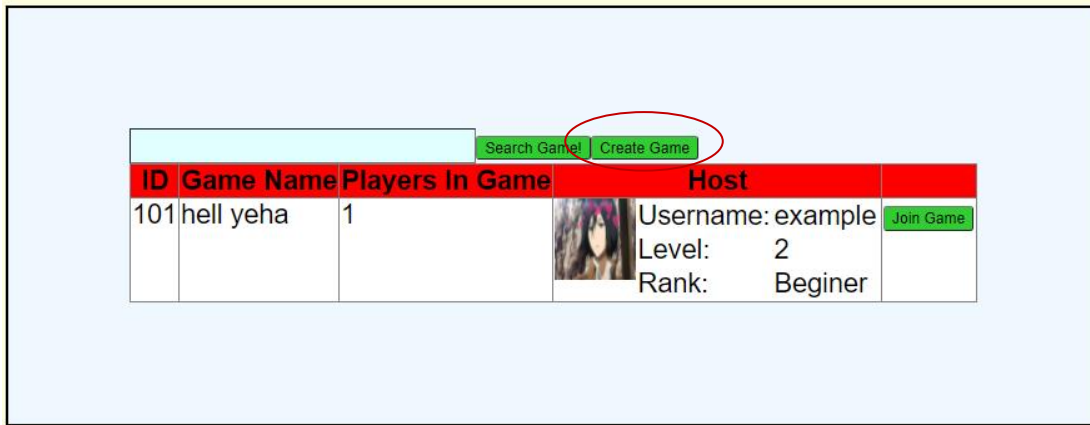 Search Game! Create Game
ID Game Name Players In Game Host
101 hell yeha 1 Username: example Join Game
Level: 2
Rank: Beginer